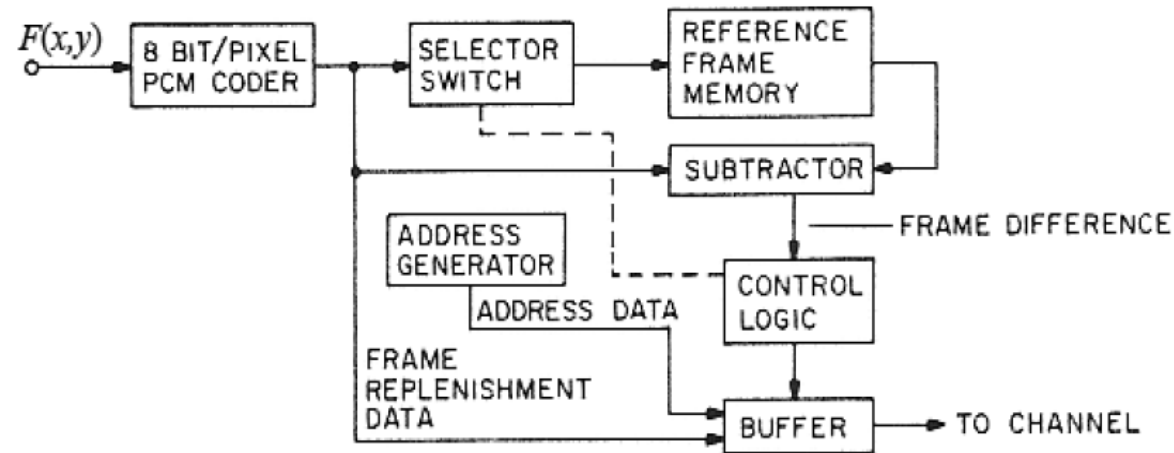 F(x,y)
8 BIT/PIXEL
PCM CODER
SELECTOR
SWITCH
REFERENCE
FRAME
MEMORY
SUBTRACTOR
FRAME DIFFERENCE
ADDRESS
GENERATOR
CONTROL
LOGIC
ADDRESS DATA
FRAME
REPLENISHMENT
DATA
BUFFER
TO CHANNEL